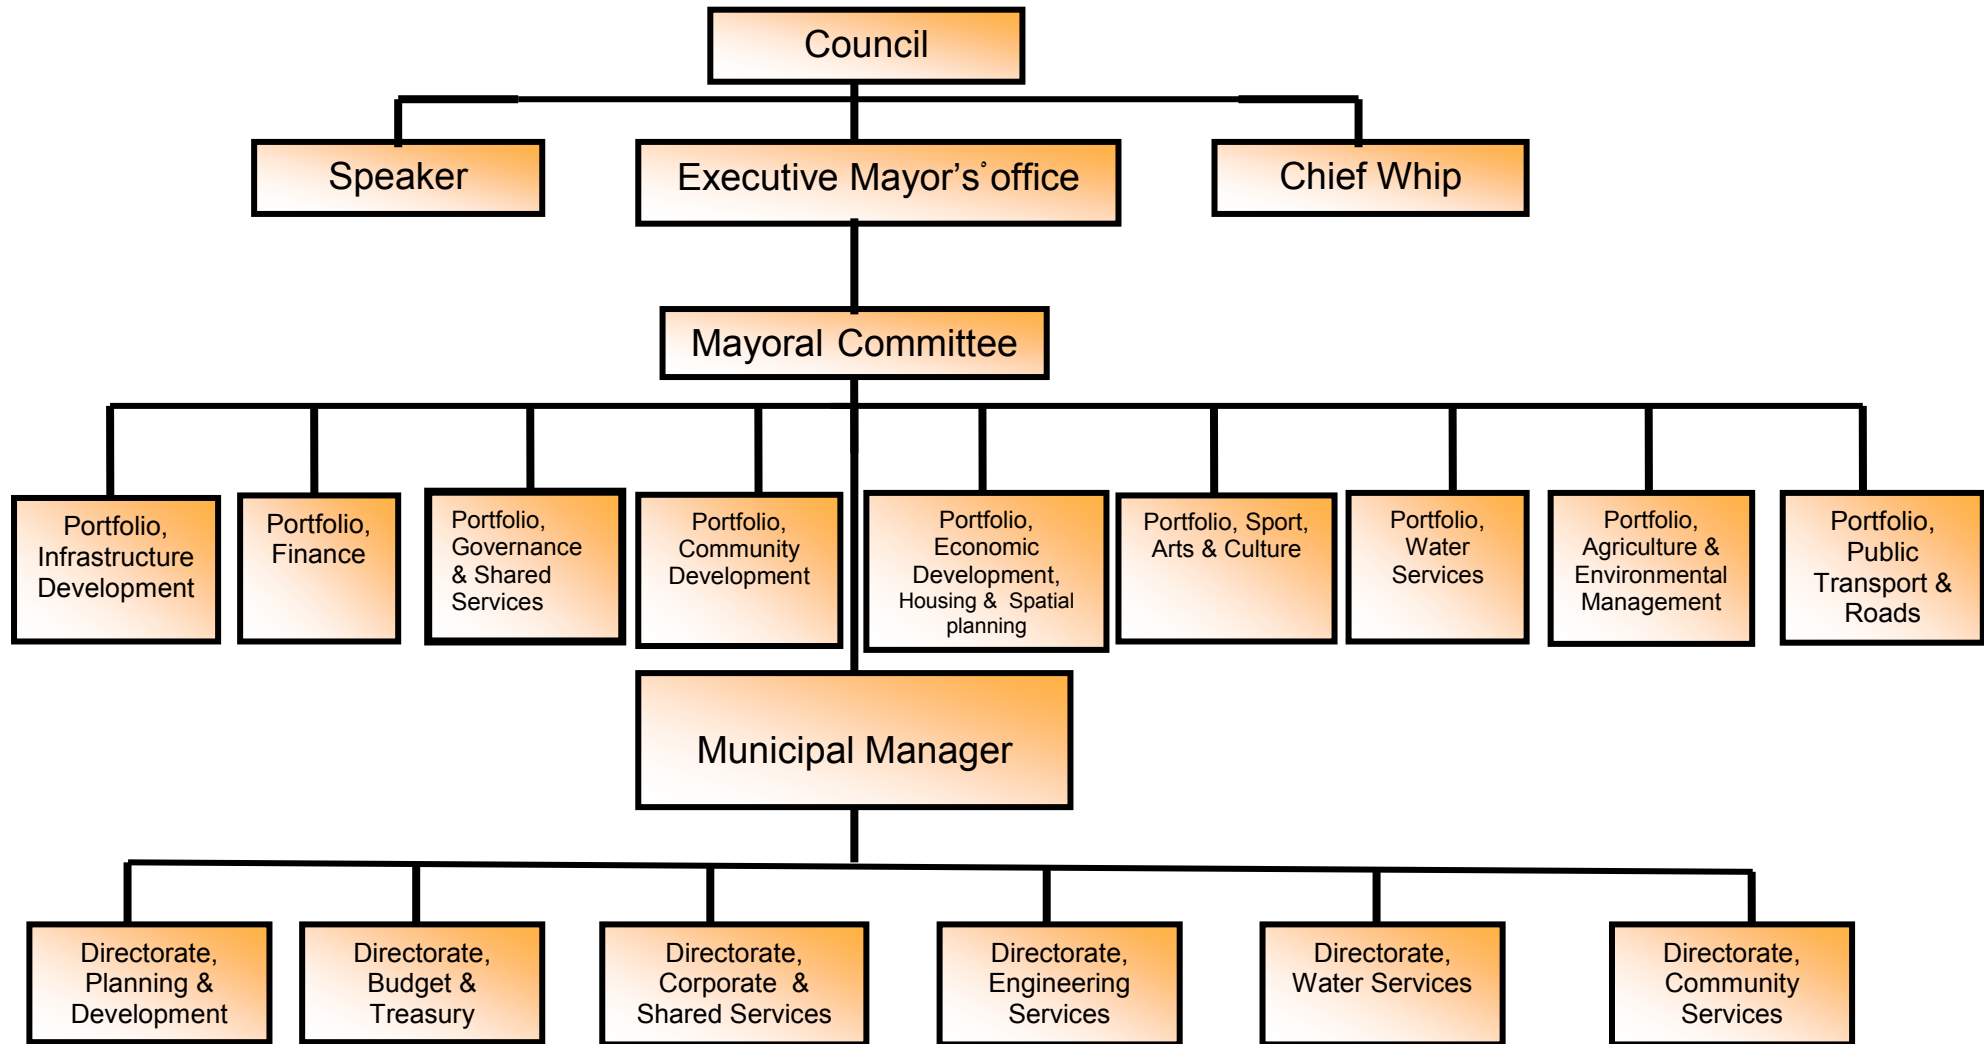 Council
Speaker
Executive Mayor’s office
Chief Whip
Mayoral Committee
Portfolio,
Infrastructure
Development
Portfolio,
Finance
Portfolio,
Governance
& Shared
Services
Portfolio,
Community
Development
Portfolio,
Economic
Development,
Housing & Spatial
planning
Portfolio, Sport,
Arts & Culture
Portfolio,
Water
Services
Portfolio,
Agriculture &
Environmental
Management
Portfolio,
Public
Transport &
Roads
Municipal Manager
Directorate,
Planning &
Development
Directorate,
Budget &
Treasury
Directorate,
Corporate &
Shared Services
Directorate,
Engineering
Services
Directorate,
Water Services
Directorate,
Community
Services